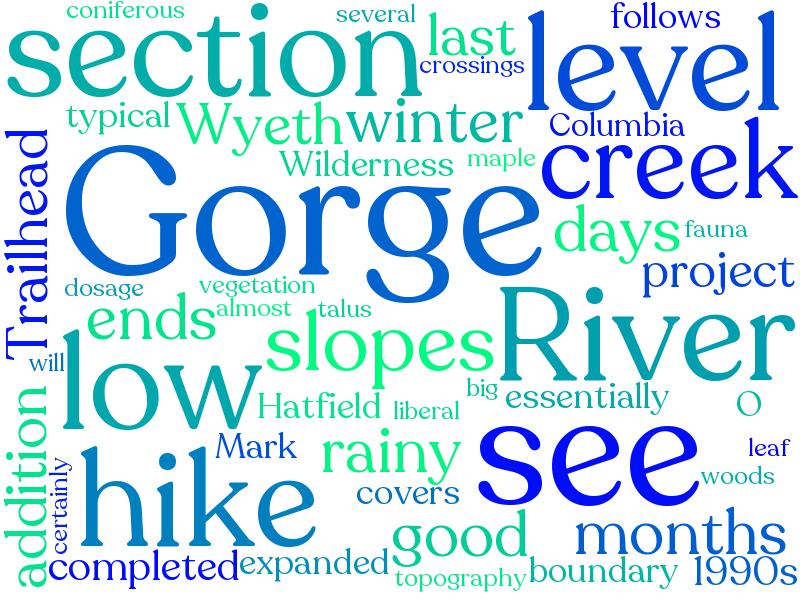 coniferous
several
follows
section
last
level
crossings
typical
Wyeth
winter
Columbia
Trailhead
Wilderness
maple
creek
Gorge
days
fauna
project
dosage
vegetation
almost
talus
ends
slopes
River
will
low
big
essentially
O
Hatfield
liberal
addition
Mark
rainy
see
leaf
certainly
hike
covers
woods
good
months
completed
expanded
topography
boundary
1990s